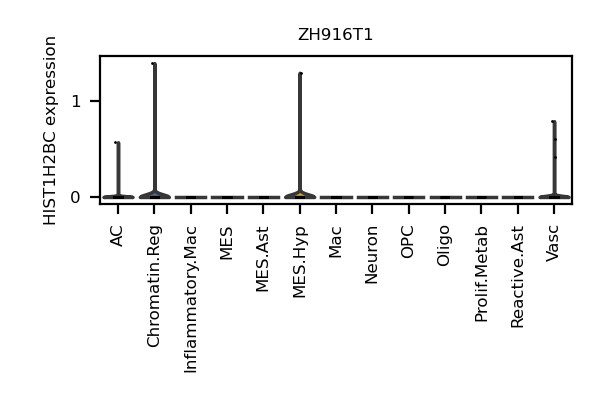 ZH916T1
HIST1H2BC expression
1
0
AC
Chromatin.Reg
Inflammatory.Mac
MES
MES.Ast
MES.Hyp
Mac
Neuron
OPC
Oligo
Prolif.Metab
Reactive.Ast
Vasc